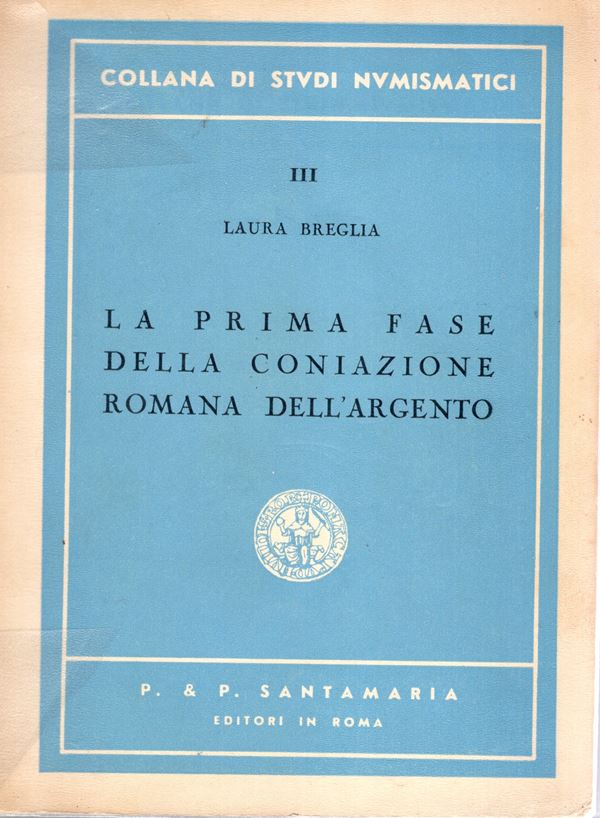 COLLANA DI STVDI NVMISMATICI
III
LAURA BREGLIA
LA PRIMA FASE
DELLA CONIAZIONE
ROMANA DELL'ARGENTO
P. & P. SANTAMARIA
EDITORI IN ROMA